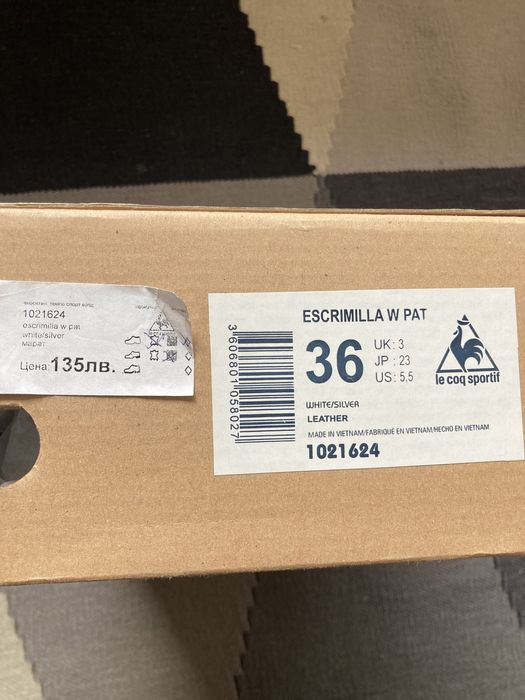 1021624
escrimilla w pat
white/silver
марат
Цена: 135лв.
ESCRIMILLA W PAT
36
UK: 3
JP : 23
US: 5,5
le coq sportif
WHITE/SILVER
LEATHER
MADE IN VIETNAM/FABRIQUÉ EN VIETNAM/HECHO EN VIETNAM
1021624
3606801058027